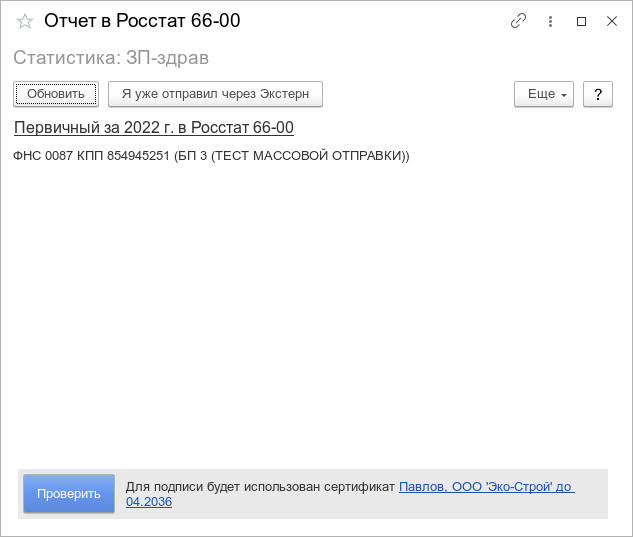 Отчет в Росстат 66-00
Статистика: ЗП-здрав
Обновить
Я уже отправил через Экстерн
Еще
?
Первичный за 2022 г. в Росстат 66-00
ФНС 0087 КПП 854945251 (БП 3 (ТЕСТ МАССОВОЙ ОТПРАВКИ))
Проверить
Для подписи будет использован сертификат Павлов, ООО 'Эко-Строй' до
04.2036